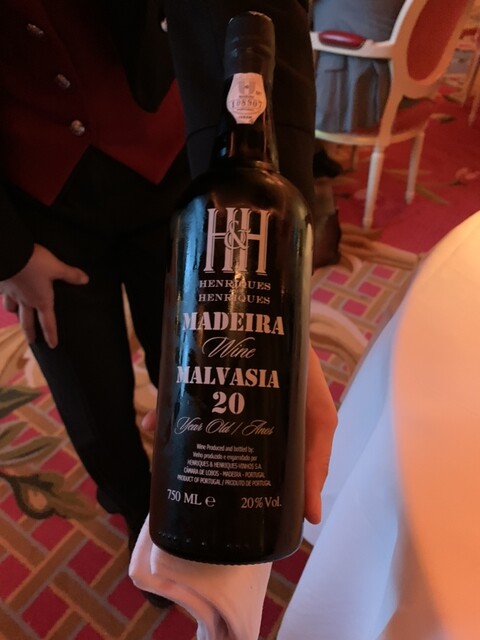 H&H
HENRIQUES
HENRIQUES
MADEIRA
Wine
MALVASIA
20
Year Old / Anos
Wine Produced and bottled by:
Vinho produzido e engarrafado por
HENRIQUES & HENRIQUES-VINHOS S.A.
CÂMARA DE LOBOS - MADEIRA - PORTUGAL
PRODUCT OF PORTUGAL / PRODUTO DE PORTUGAL
750 ML e 20% Vol.